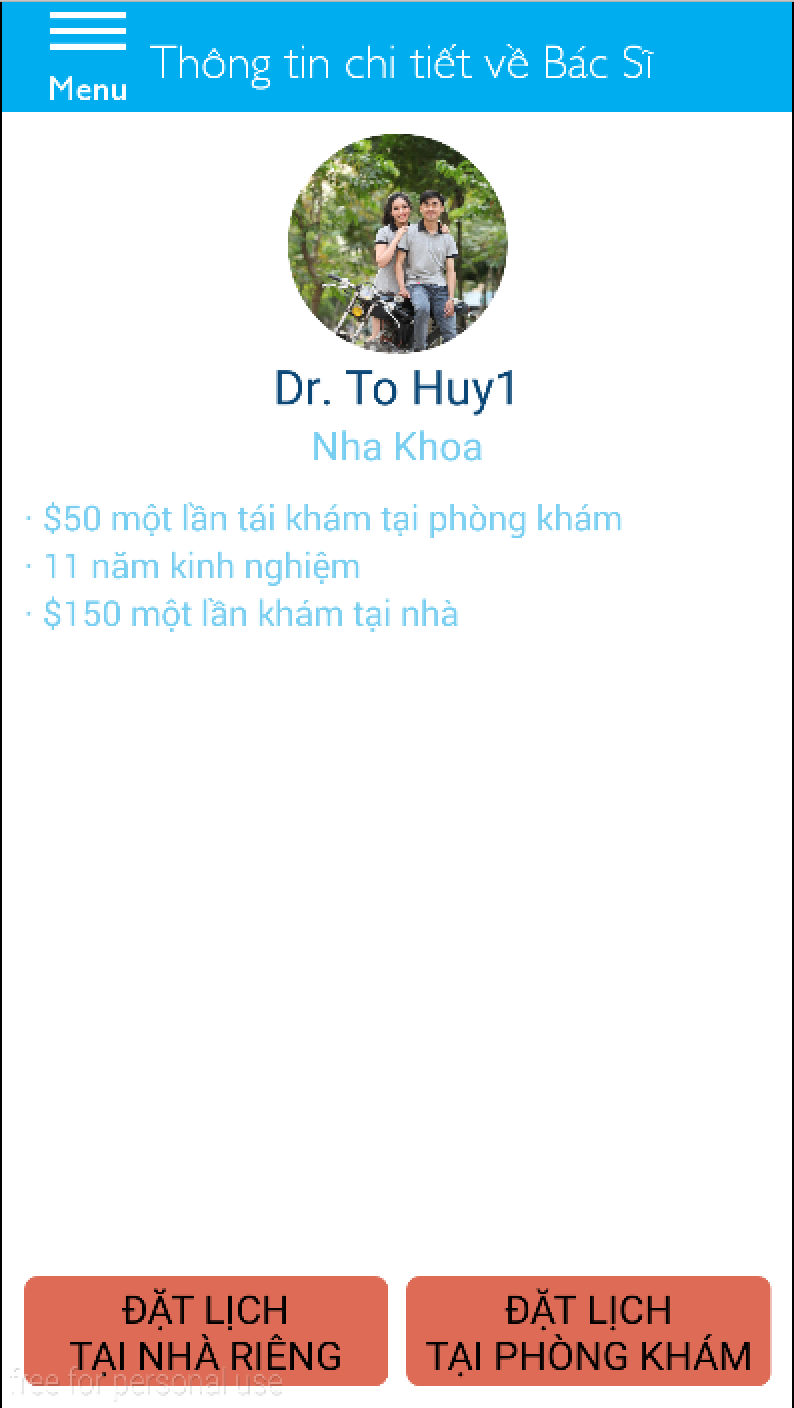 Menu
Thông tin chi tiết về Bác Sĩ
Dr. To Huy1
Nha Khoa
· $50 một lần tái khám tại phòng khám
· 11 năm kinh nghiệm
· $150 một lần khám tại nhà
ĐẶT LỊCH
TẠI NHÀ RIÊNG
ĐẶT LỊCH
TẠI PHÒNG KHÁM
free for personal use